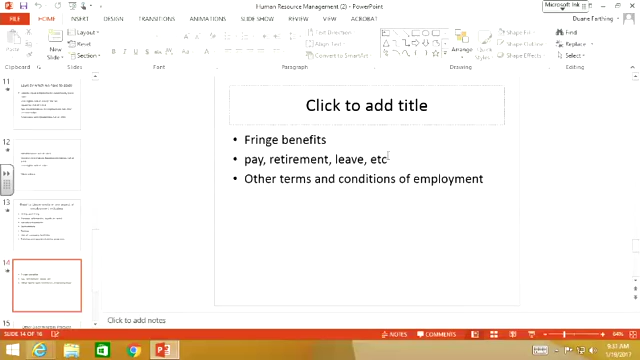 Human Resource Management (2) - PowerPoint
Microsoft Ink
FILE HOME INSERT DESIGN TRANSITIONS ANIMATIONS SLIDE SHOW REVIEW VIEW ACROBAT
Duane Farthing
Paste
New Slide
Layout
Reset
Section
Text Direction
Align Text
Convert to SmartArt
Arrange
Quick
Shape Fill
Shape Outline
Shape Effects
Find
Replace
Select
Slides
Font
Paragraph
Drawing
Editing
11
12
13
14
15
Click to add title
• Fringe benefits
• pay, retirement, leave, etc
• Other terms and conditions of employment
Click to add notes
SLIDE 14 OF 16
NOTES
COMMENTS
64%
9:31 AM
1/18/2017